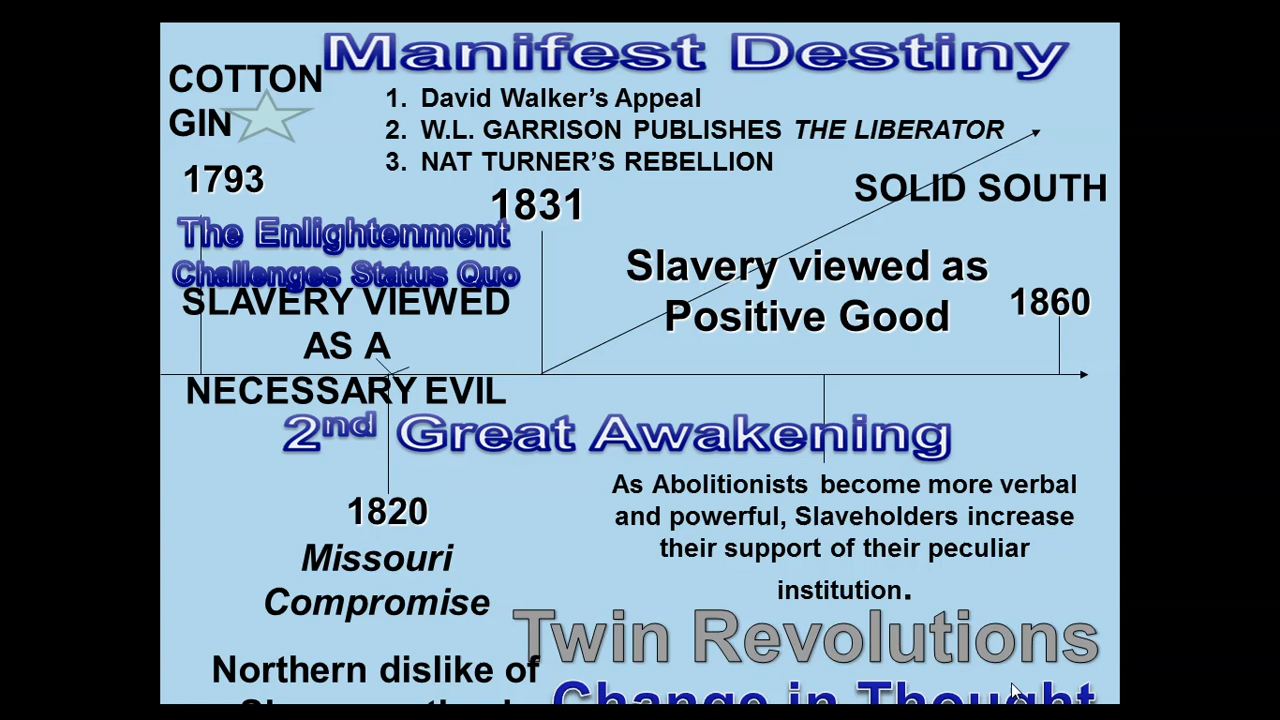 Manifest Destiny
COTTON
GIN
1793
1. David Walker's Appeal
2. W.L. GARRISON PUBLISHES THE LIBERATOR
3. NAT TURNER'S REBELLION
1831
SOLID SOUTH
The Enlightenment
Challenges Status Quo
SLAVERY VIEWED
AS A
NECESSARY EVIL
Slavery viewed as
Positive Good
1860
2nd Great Awakening
1820
Missouri
Compromise
As Abolitionists become more verbal
and powerful, Slaveholders increase
their support of their peculiar
institution.
Twin Revolutions
Northern dislike of
Change in Thought